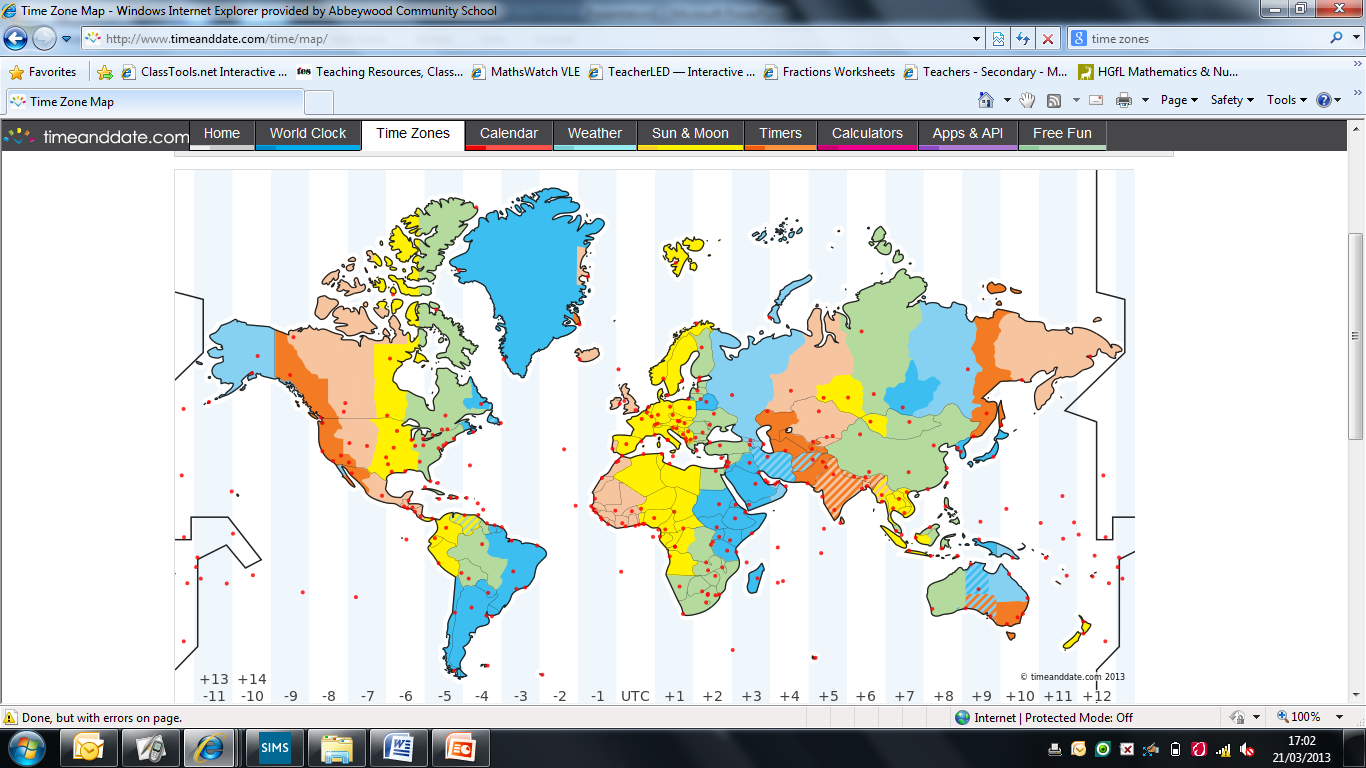 Time Zone Map - Windows Internet Explorer provided by Abbeywood Community School
http://www.timeanddate.com/time/map/
time zones
Favorites
ClassTools.net Interactive ...
tes Teaching Resources, Class...
MathsWatch VLE
TeacherLED — Interactive ...
Fractions Worksheets
Teachers - Secondary - M...
HGfL Mathematics & Nu...
Time Zone Map
Page
Safety
Tools
timeanddate.com
Home
World Clock
Time Zones
Calendar
Weather
Sun & Moon
Timers
Calculators
Apps & API
Free Fun
© timeanddate.com 2013
+13 +14
-11 -10 -9 -8 -7 -6 -5 -4 -3 -2 -1 UTC +1 +2 +3 +4 +5 +6 +7 +8 +9 +10 +11 +12
Done, but with errors on page.
Internet | Protected Mode: Off
100%
SIMS
17:02
21/03/2013